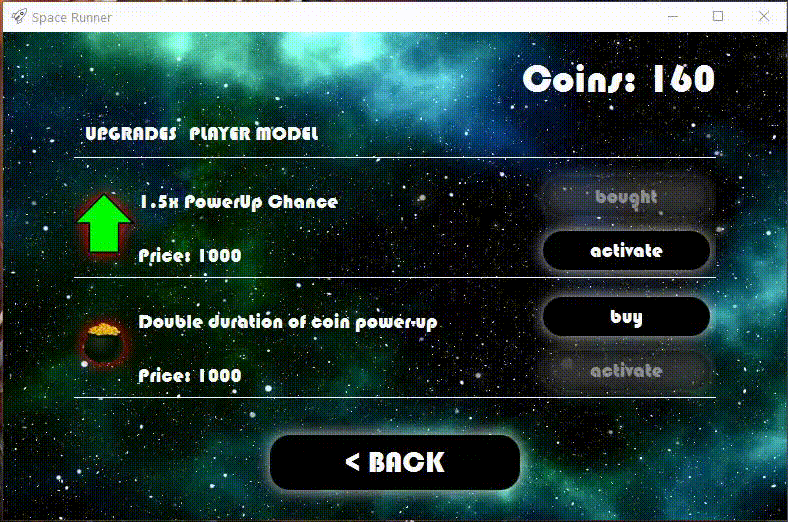 Space Runner
Coins: 160
UPGRADES PLAYER MODEL
1.5x PowerUp Chance
bought
Price: 1000
activate
Double duration of coin power-up
buy
Price: 1000
activate
< BACK